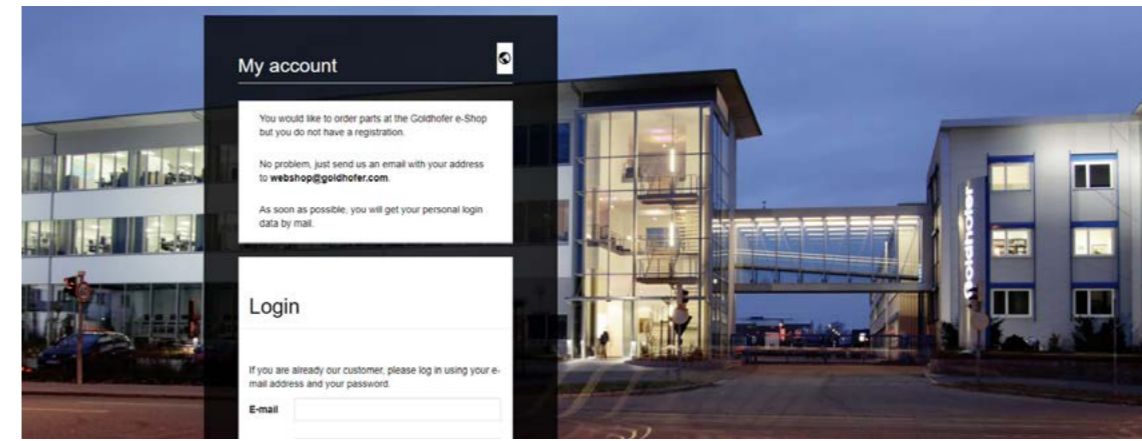 My account
You would like to order parts at the Goldhofer e-Shop
but you do not have a registration.
No problem, just send us an email with your address
to webshop@goldhofer.com.
As soon as possible, you will get your personal login
data by mail.
Login
If you are already our customer, please log in using your e-
mail address and your password.
E-mail
Goldhofer